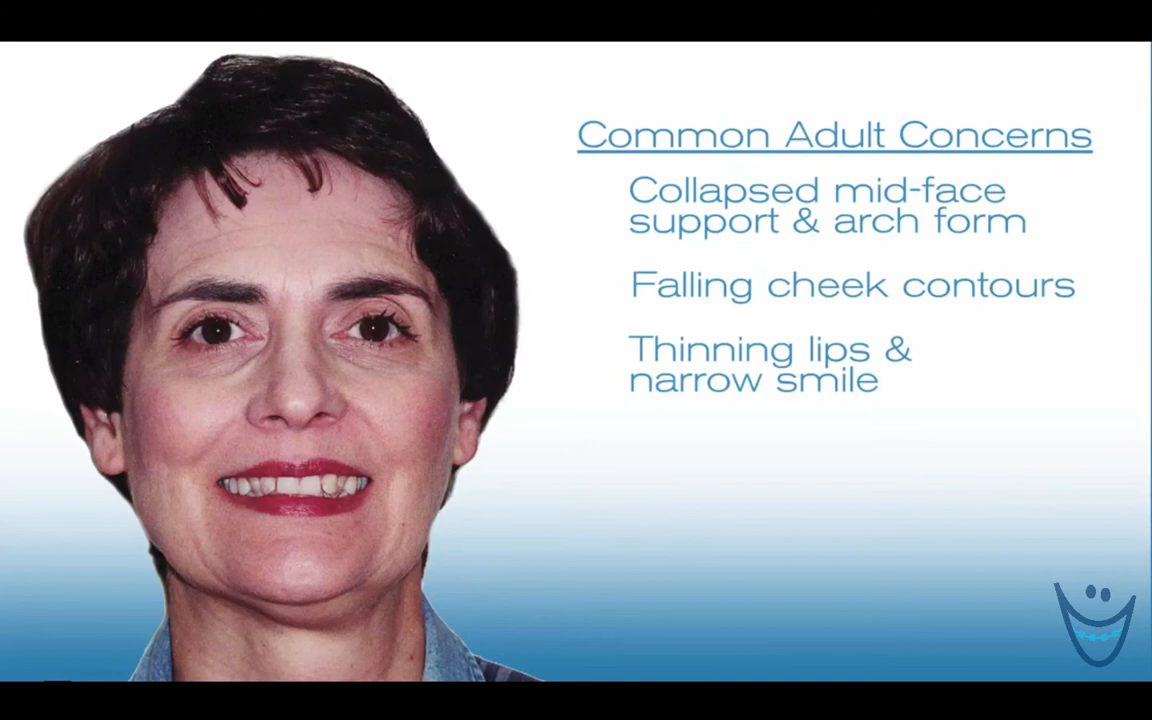 Common Adult Concerns
Collapsed mid-face
support & arch form
Falling cheek contours
Thinning lips &
narrow smile